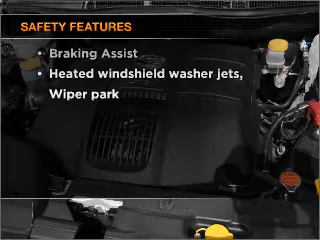 SAFETY FEATURES
• Braking Assist
• Heated windshield washer jets,
Wiper park